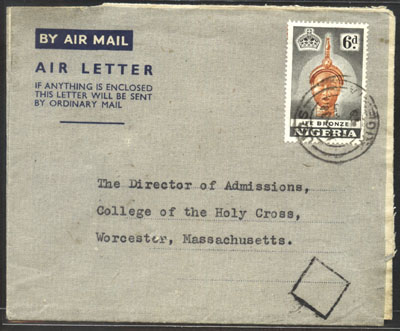 BY AIR MAIL
AIR LETTER
IF ANYTHING IS ENCLOSED
THIS LETTER WILL BE SENT
BY ORDINARY MAIL
6d
IFE BRONZE
NIGERIA
The Director of Admissions,
College of the Holy Cross,
Worcester, Massachusetts.